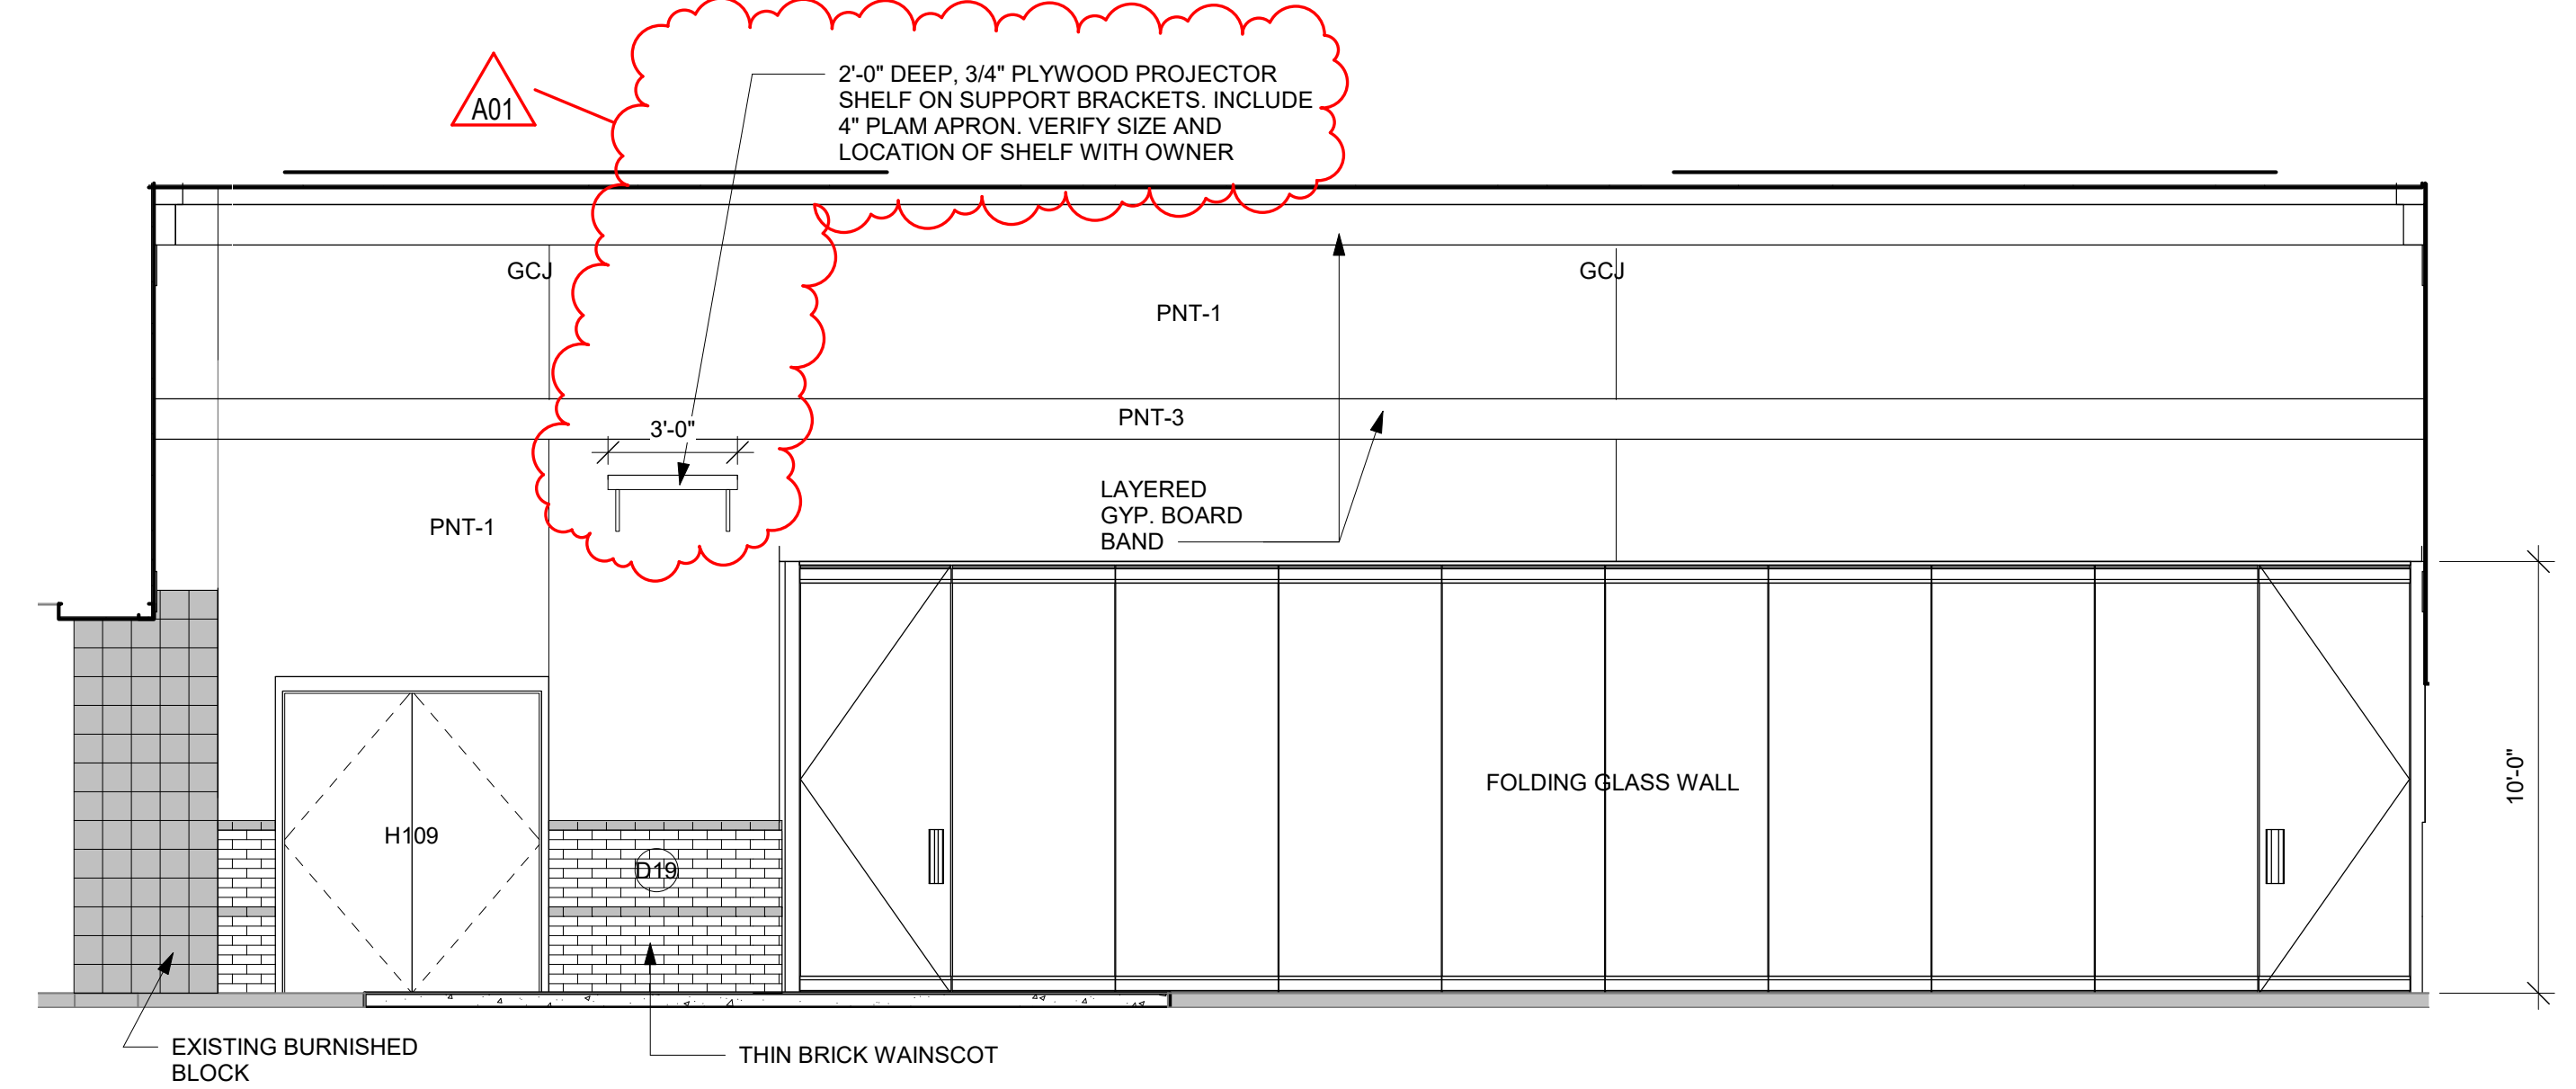 A01
2'-0" DEEP, 3/4" PLYWOOD PROJECTOR
SHELF ON SUPPORT BRACKETS. INCLUDE
4" PLAM APRON. VERIFY SIZE AND
LOCATION OF SHELF WITH OWNER
GCJ
GCJ
PNT-1
PNT-3
3'-0"
LAYERED
GYP. BOARD
BAND
PNT-1
FOLDING GLASS WALL
10'-0"
H109
D19
EXISTING BURNISHED
BLOCK
THIN BRICK WAINSCOT